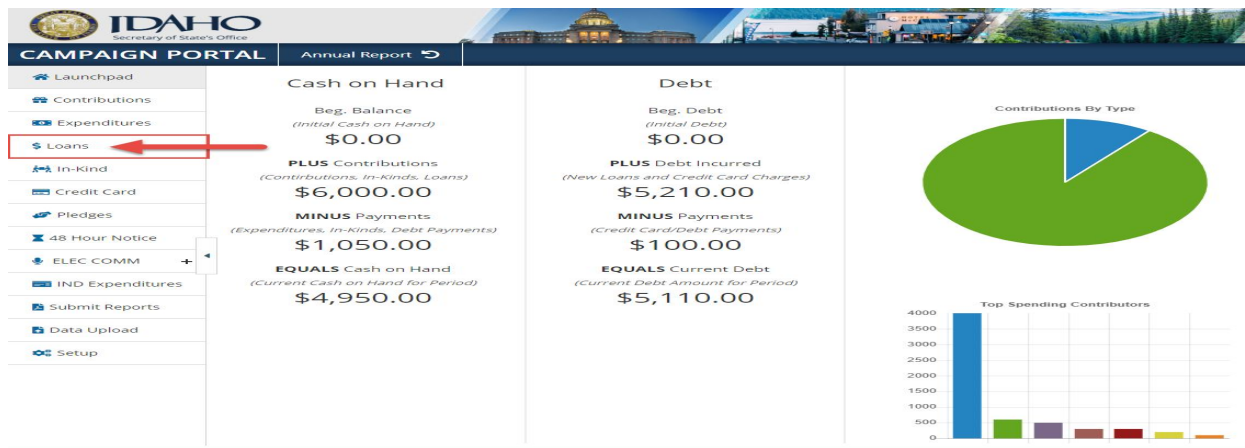 IDAHO
Secretary of State's Office
CAMPAIGN PORTAL
Annual Report
Launchpad
Contributions
Expenditures
$ Loans
In-Kind
Credit Card
Pledges
48 Hour Notice
ELEC COMM +
IND Expenditures
Submit Reports
Data Upload
Setup
Cash on Hand
Beg. Balance
(Initial Cash on Hand)
$0.00
PLUS Contributions
(Contirbutions, In-Kinds, Loans)
$6,000.00
MINUS Payments
(Expenditures, In-Kinds, Debt Payments)
$1,050.00
EQUALS Cash on Hand
(Current Cash on Hand for Period)
$4,950.00
Debt
Beg. Debt
(Initial Debt)
$0.00
PLUS Debt Incurred
(New Loans and Credit Card Charges)
$5,210.00
MINUS Payments
(Credit Card/Debt Payments)
$100.00
EQUALS Current Debt
(Current Debt Amount for Period)
$5,110.00
Contributions By Type
Top Spending Contributors
4000
3500
3000
2500
2000
1500
1000
500
0